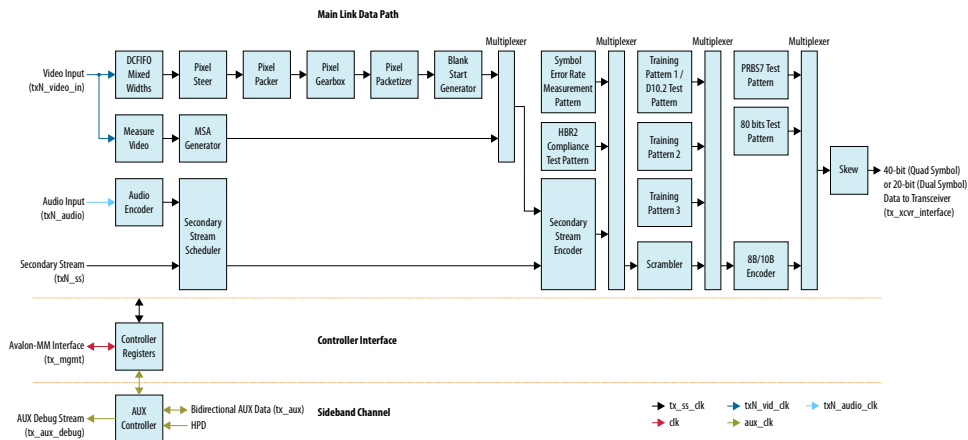 Main Link Data Path
Video Input
(txN_video_in)
DCFIFO
Mixed
Widths
Pixel
Steer
Pixel
Packer
Pixel
Gearbox
Pixel
Packetizer
Blank
Start
Generator
Multiplexer
Measure
Video
MSA
Generator
Audio Input
(txN_audio)
Audio
Encoder
Secondary
Stream
Scheduler
Secondary Stream
(txN_ss)
Symbol
Error Rate
Measurement
Pattern
HBR2
Compliance
Test Pattern
Secondary
Stream
Encoder
Multiplexer
Training
Pattern 1 /
D10.2 Test
Pattern
Training
Pattern 2
Training
Pattern 3
Scrambler
Multiplexer
PRBS7 Test
Pattern
80 bits Test
Pattern
8B/10B
Encoder
Multiplexer
Skew
40-bit (Quad Symbol)
or 20-bit (Dual Symbol)
Data to Transceiver
(tx_xcvr_interface)
Avalon-MM Interface
(tx_mgmt)
Controller
Registers
Controller Interface
AUX Debug Stream
(tx_aux_debug)
AUX
Controller
Bidirectional AUX Data (tx_aux)
HPD
Sideband Channel
tx_ss_clk
txN_vid_clk
txN_audio_clk
clk
aux_clk